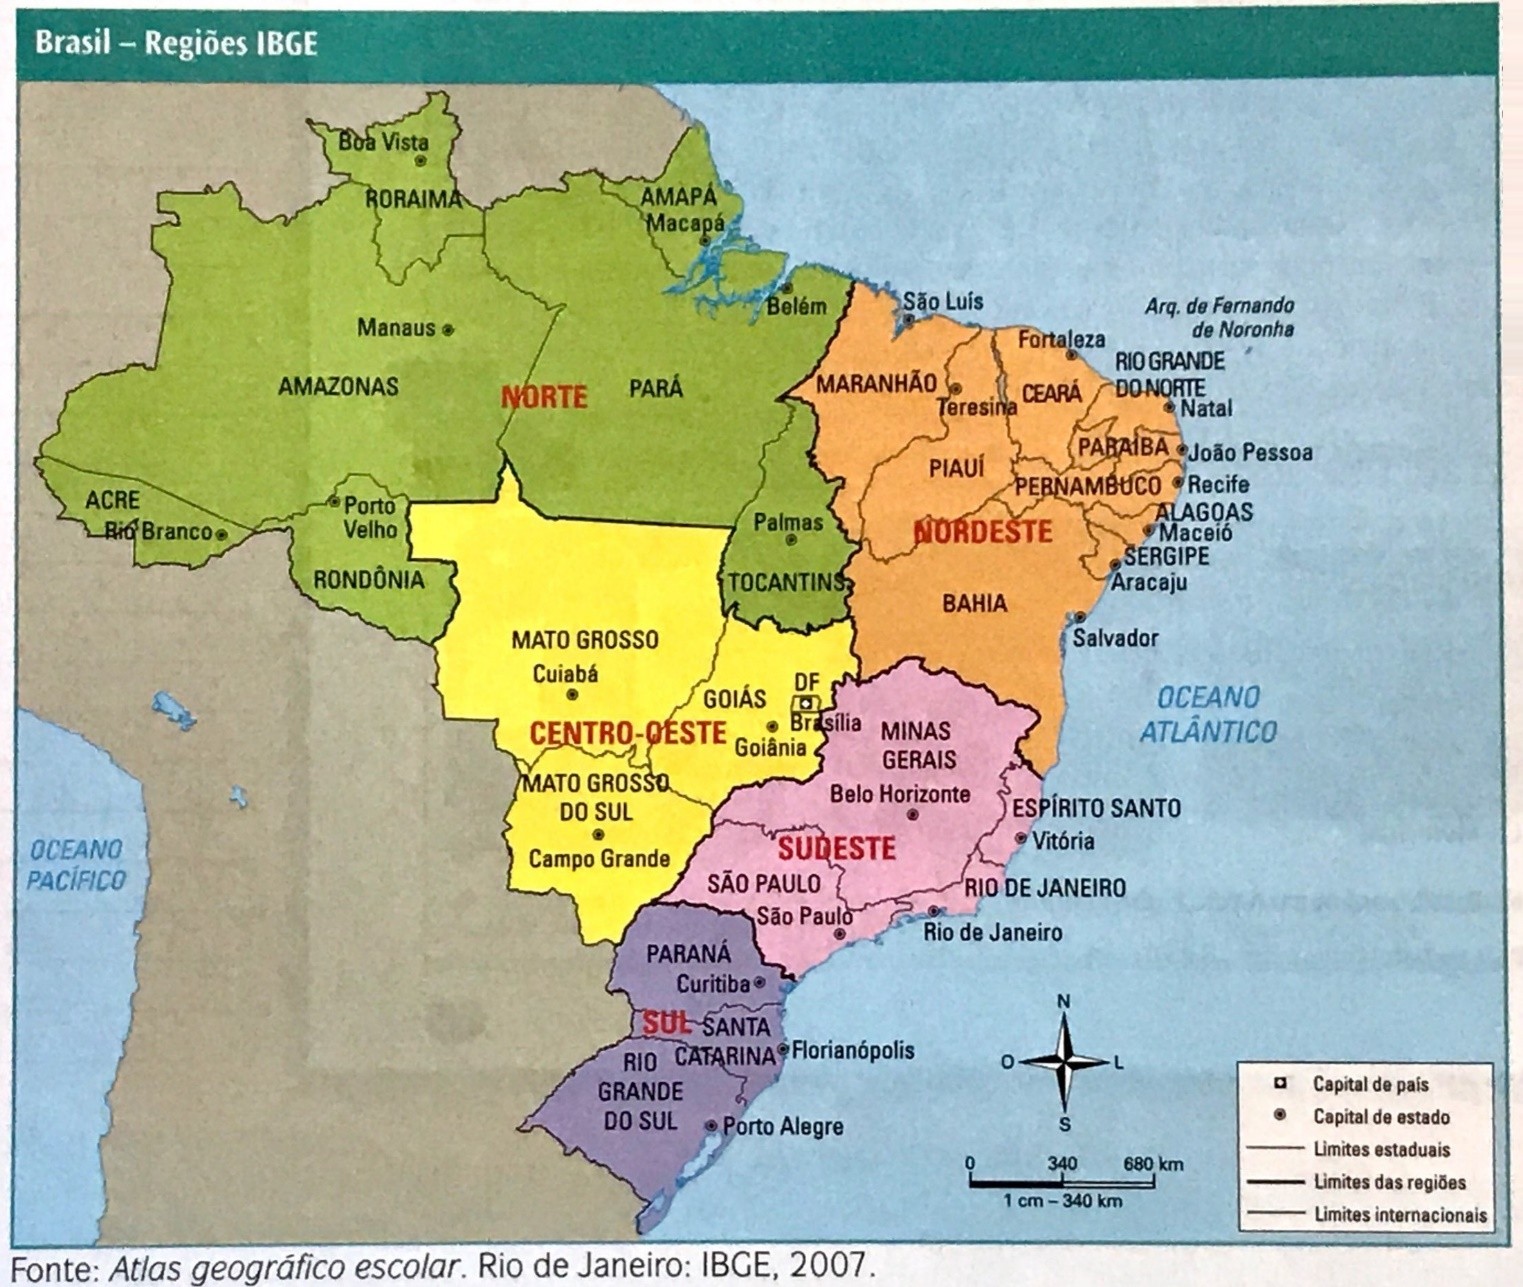 Brasil – Regiões IBGE
Boa Vista
RORAIMA
AMAPÁ
Macapá
Belém
São Luís
Arq. de Fernando
de Noronha
Manaus
Fortaleza
RIO GRANDE
DO NORTE
AMAZONAS
NORTE
PARÁ
MARANHÃO
Teresina
CEARÁ
Natal
PARAÍBA
João Pessoa
PIAUÍ
PERNAMBUCO
Recife
ACRE
Rio Branco
Porto
Velho
Palmas
NORDESTE
ALAGOAS
Maceió
SERGIPE
Aracaju
RONDÔNIA
TOCANTINS
BAHIA
Salvador
MATO GROSSO
Cuiabá
GOIÁS
DF
Brasília
OCEANO
ATLÂNTICO
CENTRO-OESTE
Goiânia
MINAS
GERAIS
MATO GROSSO
DO SUL
Belo Horizonte
ESPÍRITO SANTO
Vitória
Campo Grande
OCEANO
PACÍFICO
SUDESTE
SÃO PAULO
São Paulo
RIO DE JANEIRO
Rio de Janeiro
PARANÁ
Curitiba
SUL
SANTA
CATARINA
Florianópolis
RIO
GRANDE
DO SUL
Porto Alegre
N
O
L
S
0 340 680 km
1 cm – 340 km
Capital de país
Capital de estado
Limites estaduais
Limites das regiões
Limites internacionais
Fonte: Atlas geográfico escolar. Rio de Janeiro: IBGE, 2007.